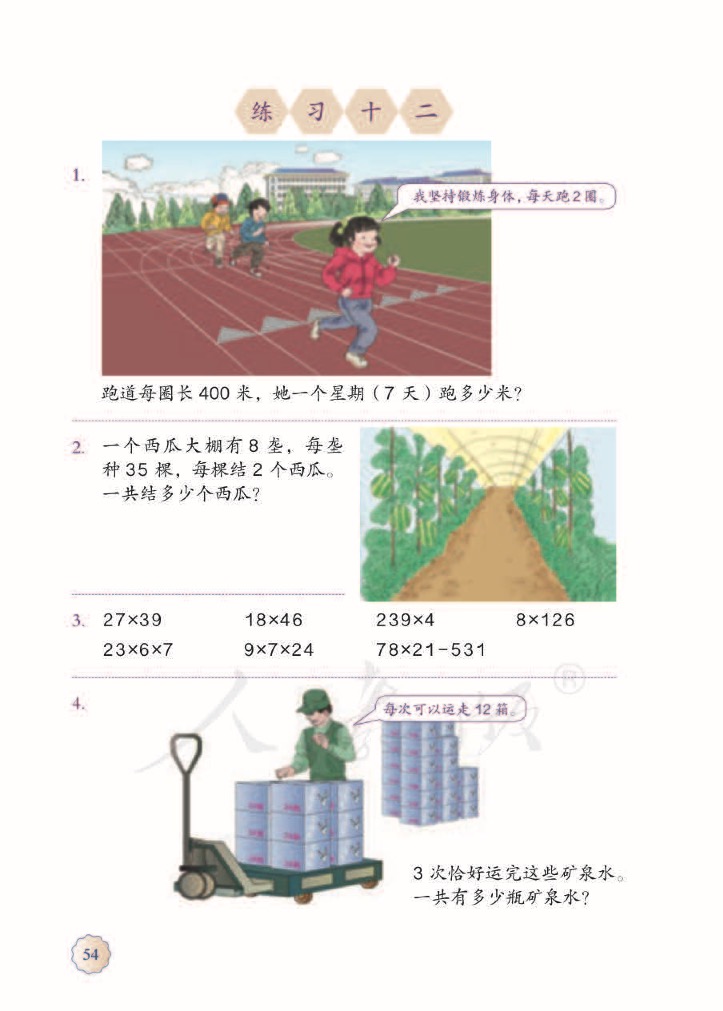 练习十二
1.
我坚持锻炼身体，每天跑2圈。
跑道每圈长 400 米，她一个星期（7 天）跑多少米？
2. 一个西瓜大棚有 8 垄，每垄
种 35 棵，每棵结 2 个西瓜。
一共结多少个西瓜？
3. 27×39 18×46 239×4 8×126
23×6×7 9×7×24 78×21-531
4.
每次可以运走 12 箱。
3 次恰好运完这些矿泉水。
一共有多少瓶矿泉水？
54